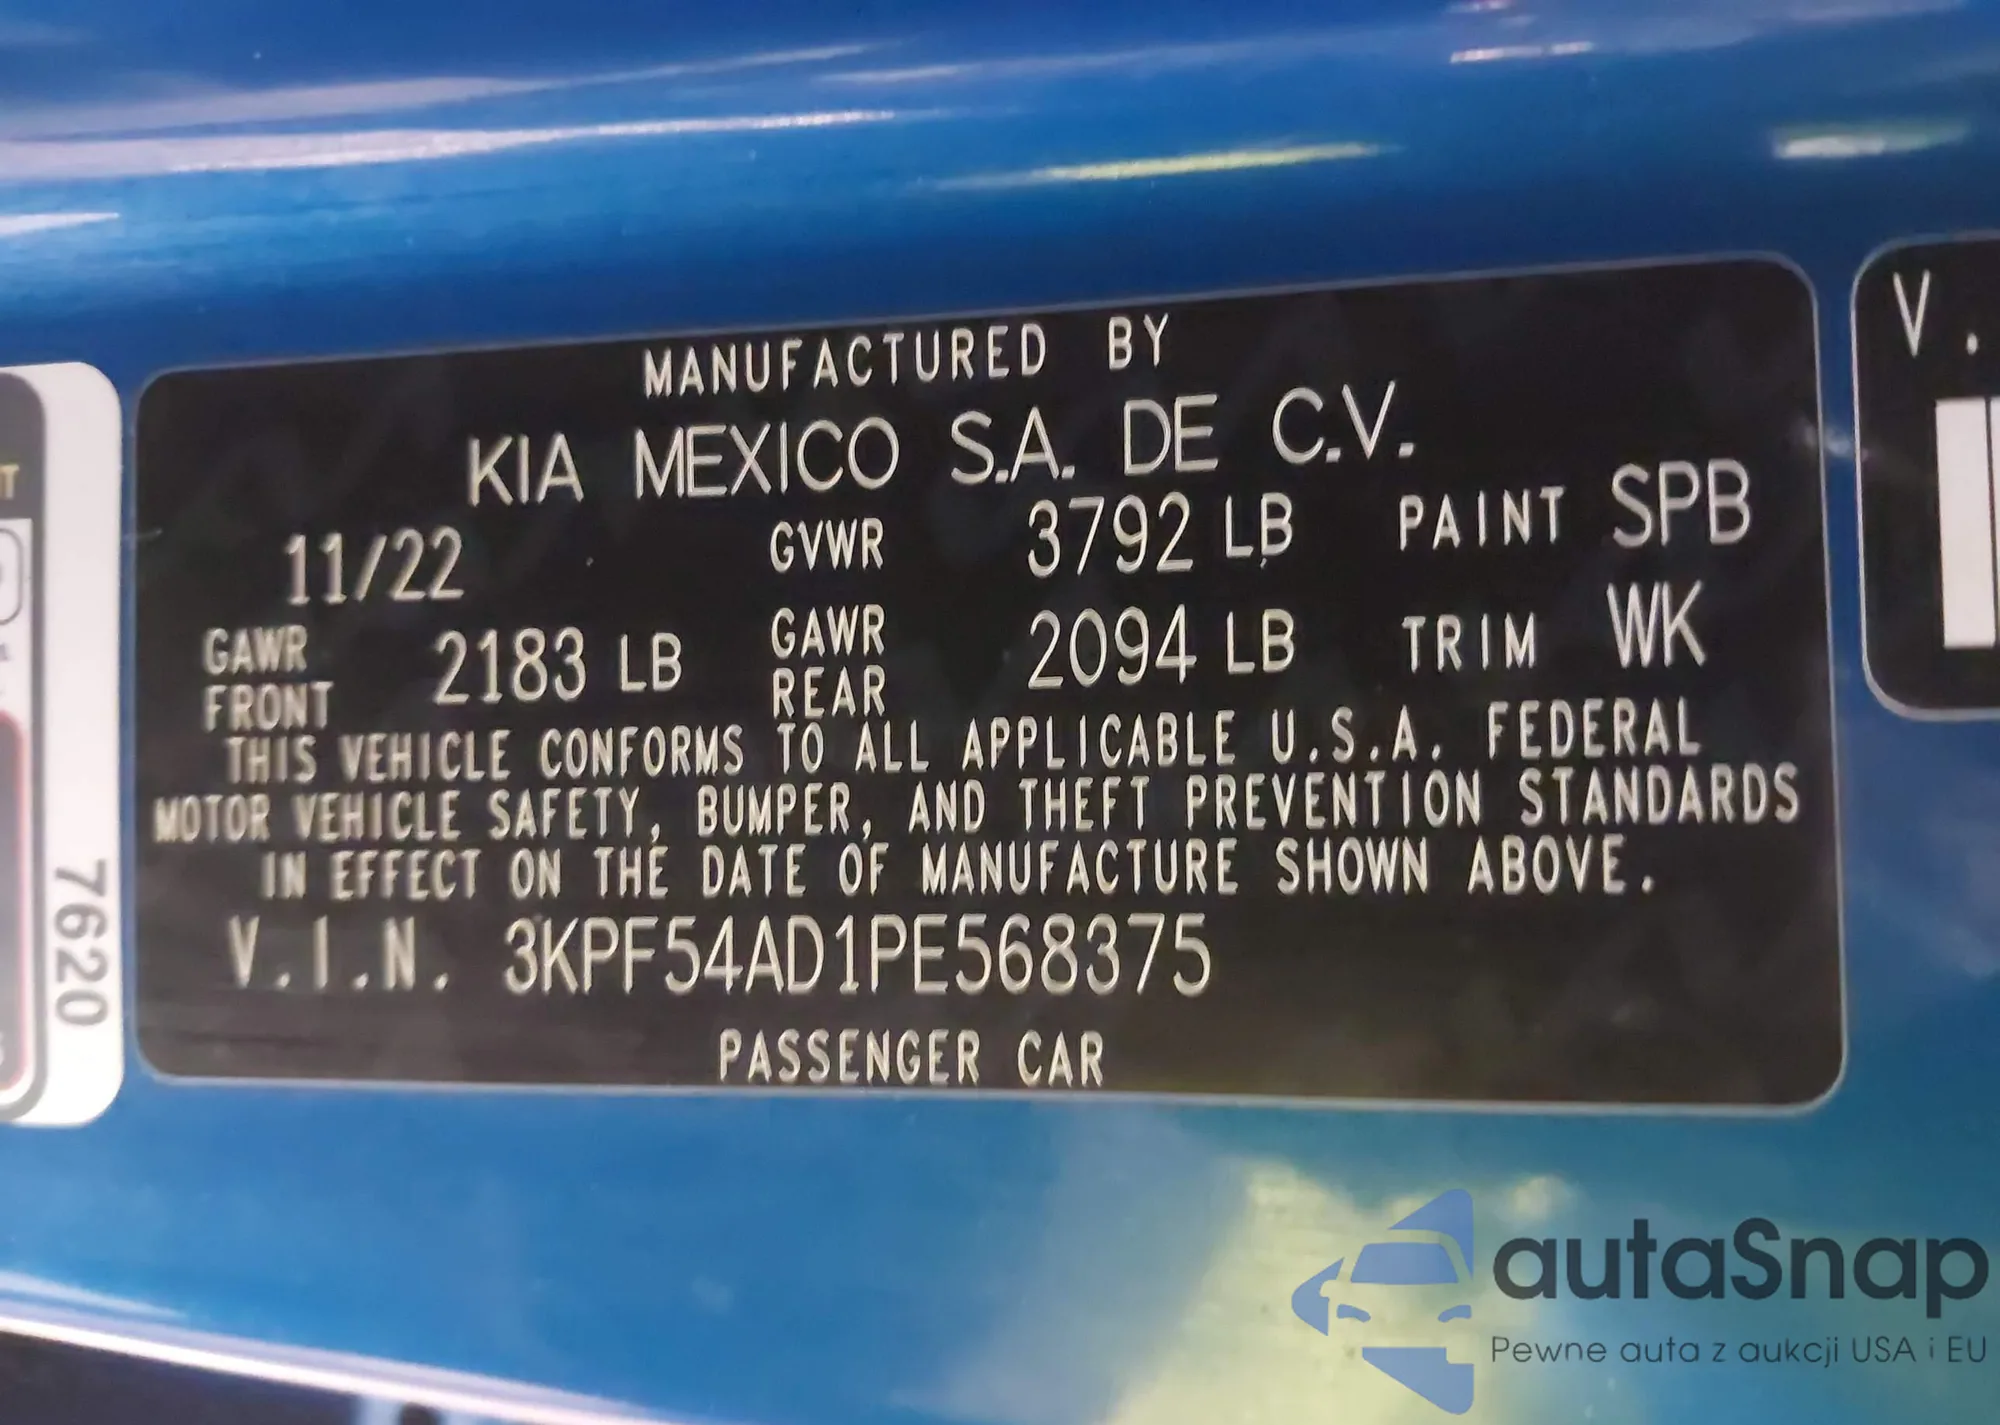 MANUFACTURED BY
KIA MEXICO S.A. DE C.V.
11/22 GVWR 3792 LB PAINT SPB
GAWR FRONT 2183 LB GAWR REAR 2094 LB TRIM WK
THIS VEHICLE CONFORMS TO ALL APPLICABLE U.S.A. FEDERAL
MOTOR VEHICLE SAFETY, BUMPER, AND THEFT PREVENTION STANDARDS
IN EFFECT ON THE DATE OF MANUFACTURE SHOWN ABOVE.
V.I.N. 3KPF54AD1PE568375
PASSENGER CAR
7620
V.
autaSnap
Pewne auta z aukcji USA i EU